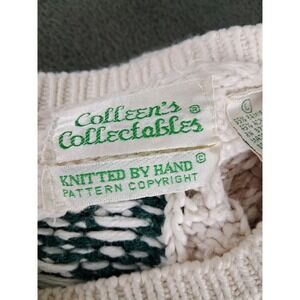 Colleen's ®
Collectables
KNITTED BY HAND ©
PATTERN COPYRIGHT